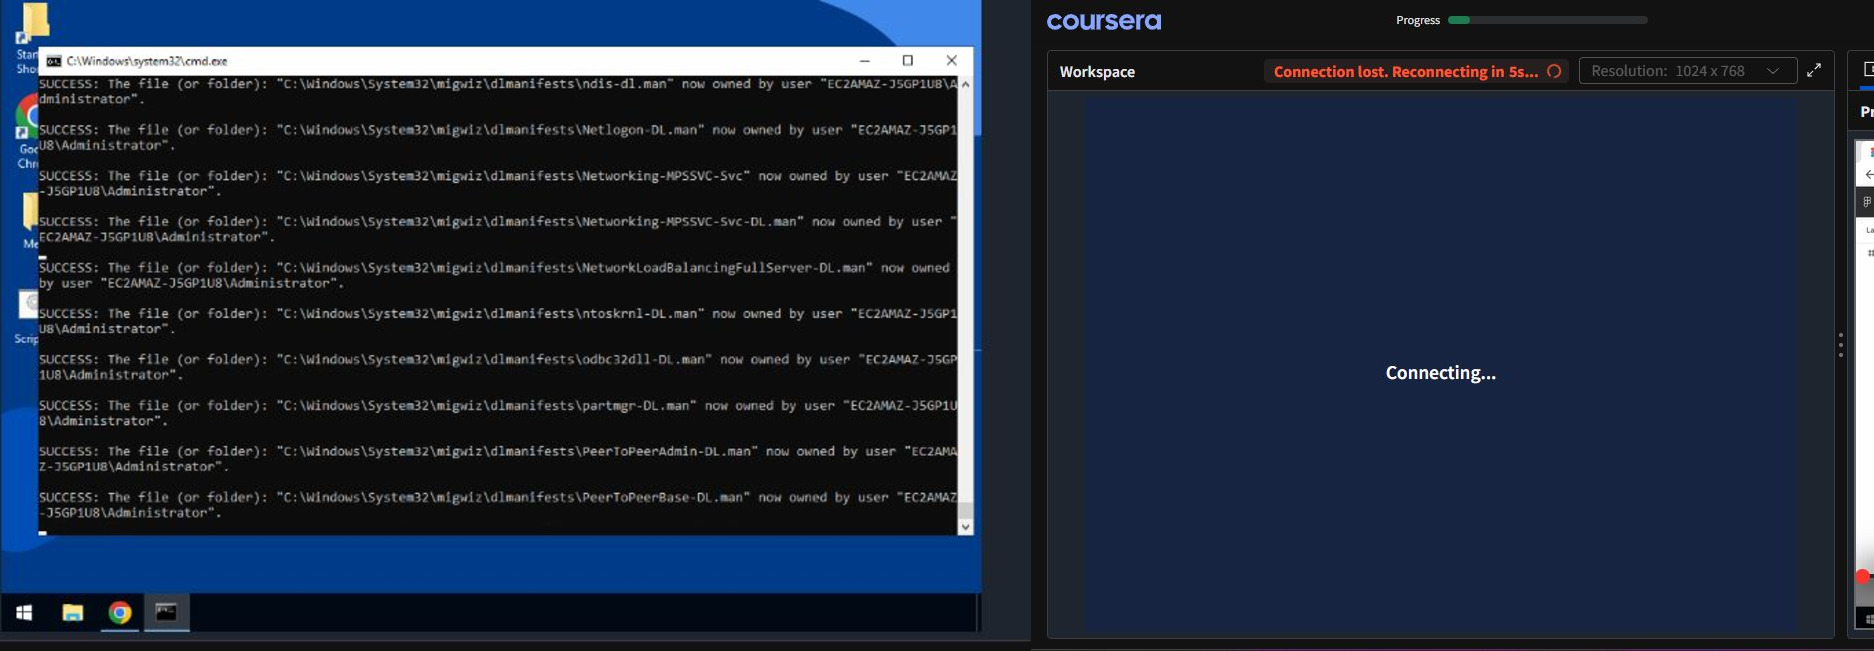 Star
Sho
Goo
Chr
Me
Scrip
C:\Windows\system32\cmd.exe
SUCCESS: The file (or folder): "C:\Windows\System32\migwiz\dlmanifests\ndis-dl.man" now owned by user "EC2AMAZ-J5GP1U8\A
dministrator".
SUCCESS: The file (or folder): "C:\Windows\System32\migwiz\dlmanifests\Netlogon-DL.man" now owned by user "EC2AMAZ-J5GP1
U8\Administrator".
SUCCESS: The file (or folder): "C:\Windows\System32\migwiz\dlmanifests\Networking-MPSSVC-Svc" now owned by user "EC2AMAZ
-J5GP1U8\Administrator".
SUCCESS: The file (or folder): "C:\Windows\System32\migwiz\dlmanifests\Networking-MPSSVC-Svc-DL.man" now owned by user "
EC2AMAZ-J5GP1U8\Administrator".
SUCCESS: The file (or folder): "C:\Windows\System32\migwiz\dlmanifests\NetworkLoadBalancingFullServer-DL.man" now owned
by user "EC2AMAZ-J5GP1U8\Administrator".
SUCCESS: The file (or folder): "C:\Windows\System32\migwiz\dlmanifests\ntoskrnl-DL.man" now owned by user "EC2AMAZ-J5GP1
U8\Administrator".
SUCCESS: The file (or folder): "C:\Windows\System32\migwiz\dlmanifests\odbc32dll-DL.man" now owned by user "EC2AMAZ-J5GP
1U8\Administrator".
SUCCESS: The file (or folder): "C:\Windows\System32\migwiz\dlmanifests\partmgr-DL.man" now owned by user "EC2AMAZ-J5GP1U
8\Administrator".
SUCCESS: The file (or folder): "C:\Windows\System32\migwiz\dlmanifests\PeerToPeerAdmin-DL.man" now owned by user "EC2AMA
Z-J5GP1U8\Administrator".
SUCCESS: The file (or folder): "C:\Windows\System32\migwiz\dlmanifests\PeerToPeerBase-DL.man" now owned by user "EC2AMAZ
-J5GP1U8\Administrator".
coursera
Progress
Workspace
Connection lost. Reconnecting in 5s...
Resolution: 1024 x 768
Connecting...
Pr
La